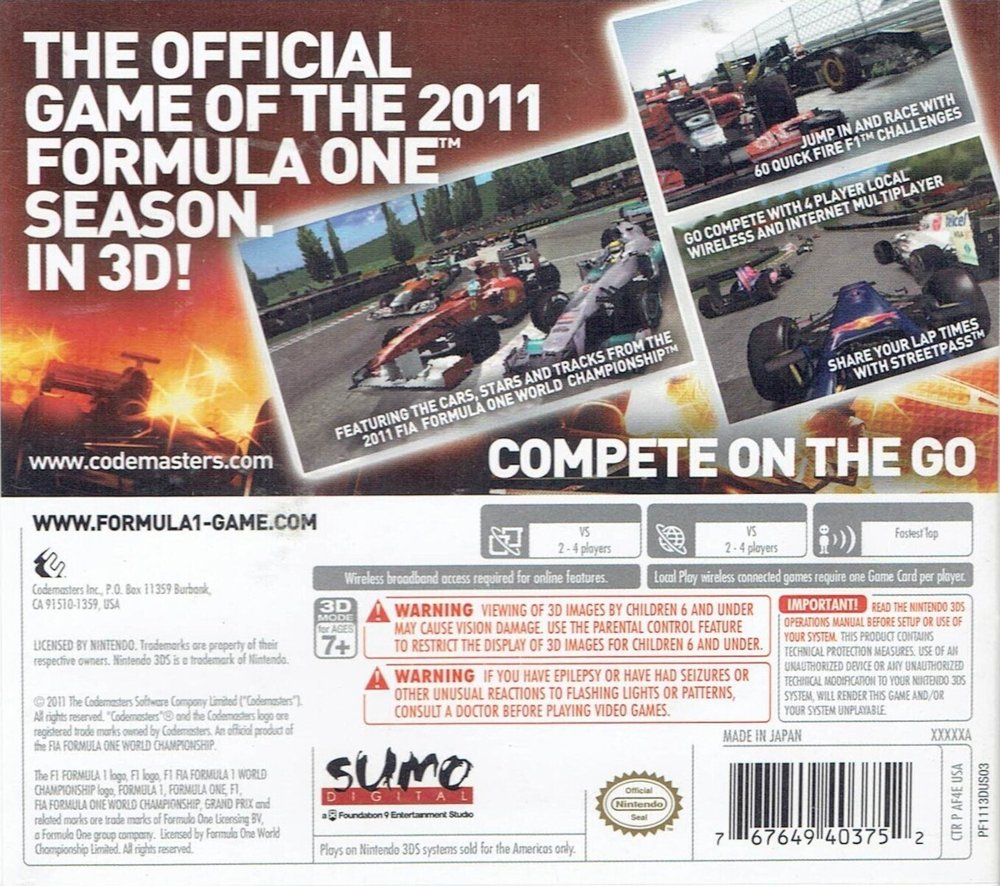 THE OFFICIAL
GAME OF THE 2011
FORMULA ONE™
SEASON.
IN 3D!
JUMP IN AND RACE WITH
60 QUICK FIRE F1™ CHALLENGES
GO COMPETE WITH 4 PLAYER LOCAL
WIRELESS AND INTERNET MULTIPLAYER
SHARE YOUR LAP TIMES
WITH STREETPASS™
FEATURING THE CARS, STARS AND TRACKS FROM THE
2011 FIA FORMULA ONE WORLD CHAMPIONSHIP™
www.codemasters.com
COMPETE ON THE GO
WWW.FORMULA1-GAME.COM
VS
2 - 4 players
VS
2 - 4 players
Fastest lap
Wireless broadband access required for online features.
Local Play wireless connected games require one Game Card per player.
Codemasters Inc., P.O. Box 11359 Burbank,
CA 91510-1359, USA
LICENSED BY NINTENDO. Trademarks are property of their
respective owners. Nintendo 3DS is a trademark of Nintendo.
© 2011 The Codemasters Software Company Limited ("Codemasters").
All rights reserved. "Codemasters"® and the Codemasters logo are
registered trade marks owned by Codemasters. An official product of
the FIA FORMULA ONE WORLD CHAMPIONSHIP.
The F1 FORMULA 1 logo, F1 logo, F1 FIA FORMULA 1 WORLD
CHAMPIONSHIP logo, FORMULA 1, FORMULA ONE, F1,
FIA FORMULA ONE WORLD CHAMPIONSHIP, GRAND PRIX and
related marks are trade marks of Formula One Licensing BV,
a Formula One group company. Licensed by Formula One World
Championship Limited. All rights reserved.
3D
MODE
for AGES
7+
WARNING VIEWING OF 3D IMAGES BY CHILDREN 6 AND UNDER
MAY CAUSE VISION DAMAGE. USE THE PARENTAL CONTROL FEATURE
TO RESTRICT THE DISPLAY OF 3D IMAGES FOR CHILDREN 6 AND UNDER.
WARNING IF YOU HAVE EPILEPSY OR HAVE HAD SEIZURES OR
OTHER UNUSUAL REACTIONS TO FLASHING LIGHTS OR PATTERNS,
CONSULT A DOCTOR BEFORE PLAYING VIDEO GAMES.
IMPORTANT! READ THE NINTENDO 3DS
OPERATIONS MANUAL BEFORE SETUP OR USE OF
YOUR SYSTEM. THIS PRODUCT CONTAINS
TECHNICAL PROTECTION MEASURES. USE OF AN
UNAUTHORIZED DEVICE OR ANY UNAUTHORIZED
TECHNICAL MODIFICATION TO YOUR NINTENDO 3DS
SYSTEM, WILL RENDER THIS GAME AND/OR
YOUR SYSTEM UNPLAYABLE.
MADE IN JAPAN
XXXXXA
sumo
DIGITAL
a Foundation 9 Entertainment Studio
Plays on Nintendo 3DS systems sold for the Americas only.
Official
Nintendo
Seal
7 67649 40375 2
CTR P AF4E USA
PF1113DUS03